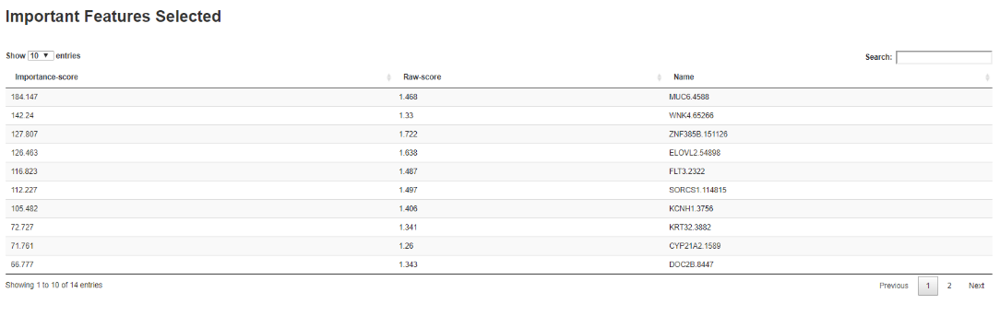 Important Features Selected
Show 10 entries Search:
Importance-score Raw-score Name
184.147 1.468 MUC6.4588
142.24 1.33 WNK4.65266
127.807 1.722 ZNF385B.151126
126.463 1.638 ELOVL2.54898
116.823 1.487 FLT3.2322
112.227 1.497 SORCS1.114815
105.482 1.406 KCNH1.3756
72.727 1.341 KRT32.3882
71.761 1.26 CYP21A2.1589
66.777 1.343 DOC2B.8447
Showing 1 to 10 of 14 entries Previous 1 2 Next